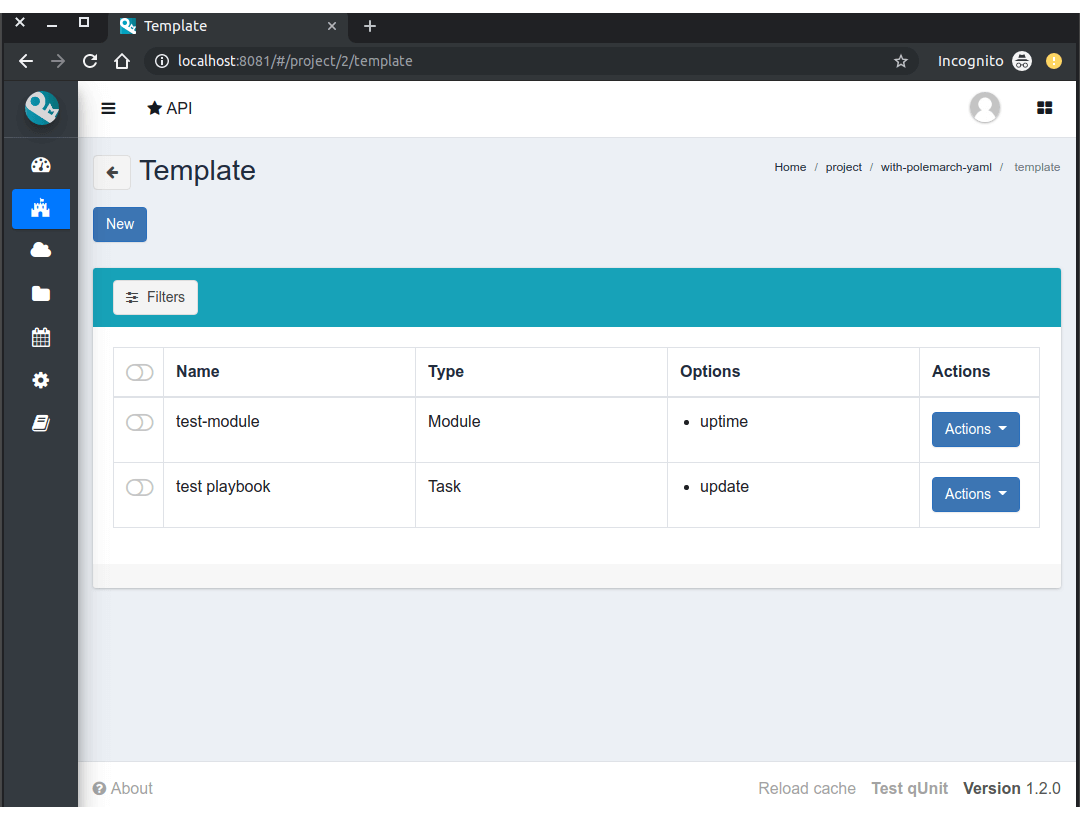 Template
localhost:8081/#/project/2/template
Incognito
API
Template
Home / project / with-polemarch-yaml / template
New
Filters
Name Type Options Actions
test-module Module • uptime Actions
test playbook Task • update Actions
About
Reload cache Test qUnit Version 1.2.0